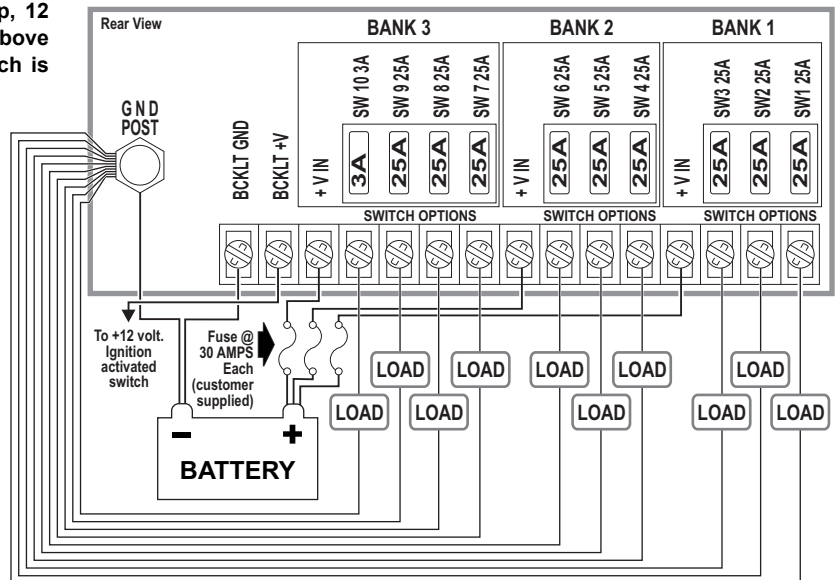 p, 12
bove
ch is
Rear View
BANK 3
BANK 2
BANK 1
GND
POST
BCKLT GND
BCKLT +V
+ V IN
SW 10 3A
SW 9 25A
SW 8 25A
SW 7 25A
+ V IN
SW 6 25A
SW 5 25A
SW 4 25A
+ V IN
SW3 25A
SW2 25A
SW1 25A
3A
25A
25A
25A
25A
25A
25A
25A
25A
25A
SWITCH OPTIONS
SWITCH OPTIONS
SWITCH OPTIONS
To +12 volt.
Ignition
activated
switch
Fuse @
30 AMPS
Each
(customer
supplied)
LOAD
LOAD
LOAD
LOAD
LOAD
LOAD
LOAD
LOAD
LOAD
LOAD
− +
BATTERY